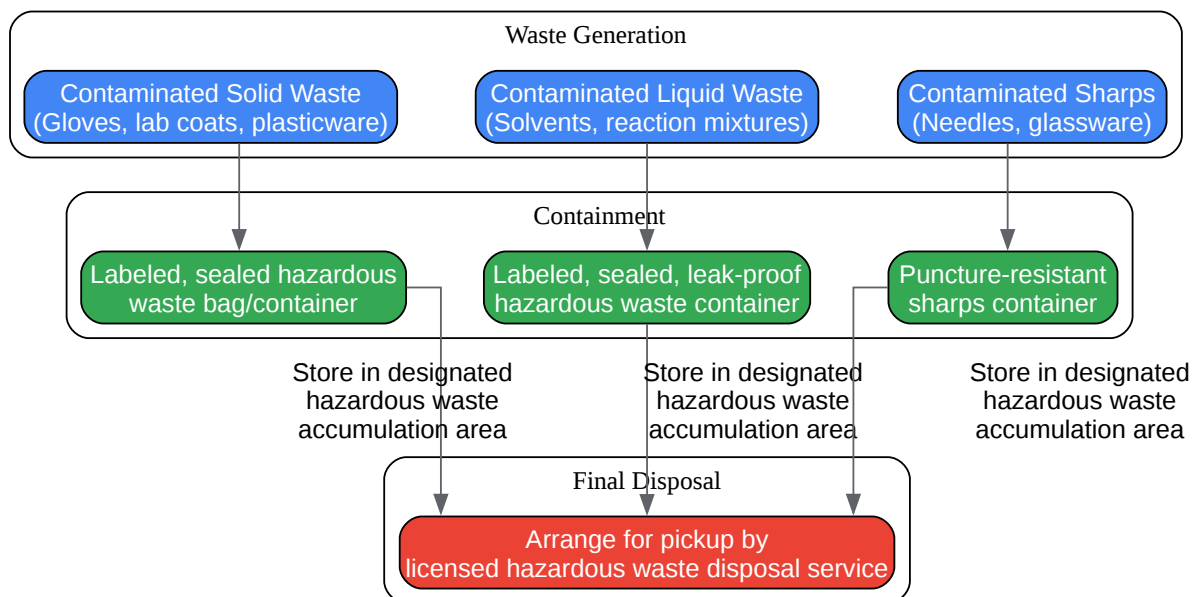 Waste Generation
Contaminated Solid Waste
(Gloves, lab coats, plasticware)
Contaminated Liquid Waste
(Solvents, reaction mixtures)
Contaminated Sharps
(Needles, glassware)
Containment
Labeled, sealed hazardous
waste bag/container
Labeled, sealed, leak-proof
hazardous waste container
Puncture-resistant
sharps container
Store in designated
hazardous waste
accumulation area
Store in designated
hazardous waste
accumulation area
Store in designated
hazardous waste
accumulation area
Final Disposal
Arrange for pickup by
licensed hazardous waste disposal service